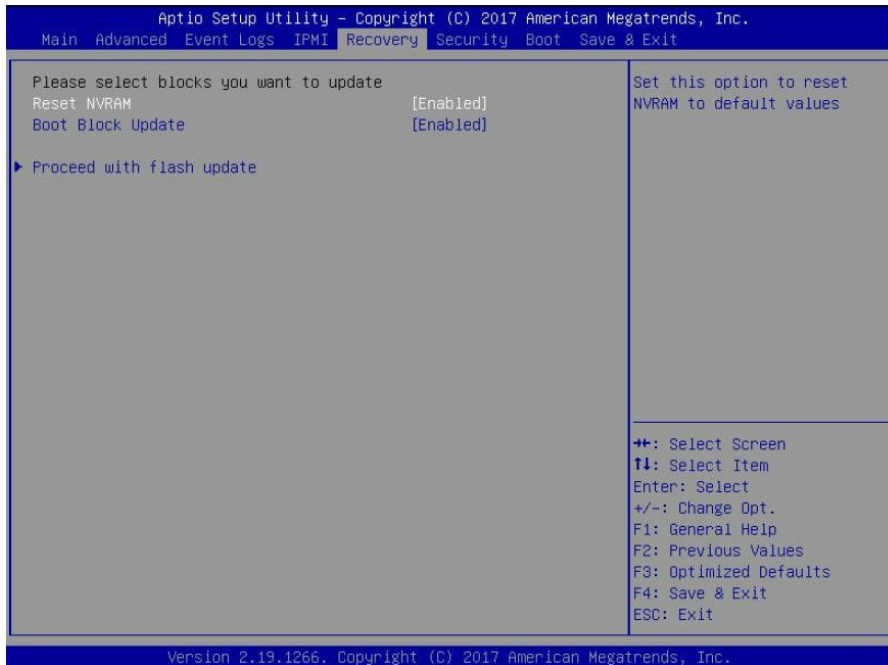 Aptio Setup Utility – Copyright (C) 2017 American Megatrends, Inc.
Main Advanced Event Logs IPMI Recovery Security Boot Save & Exit
Please select blocks you want to update
Reset NVRAM [Enabled]
Boot Block Update [Enabled]
► Proceed with flash update
Set this option to reset
NVRAM to default values
→←: Select Screen
↑↓: Select Item
Enter: Select
+/-: Change Opt.
F1: General Help
F2: Previous Values
F3: Optimized Defaults
F4: Save & Exit
ESC: Exit
Version 2.19.1266. Copyright (C) 2017 American Megatrends, Inc.